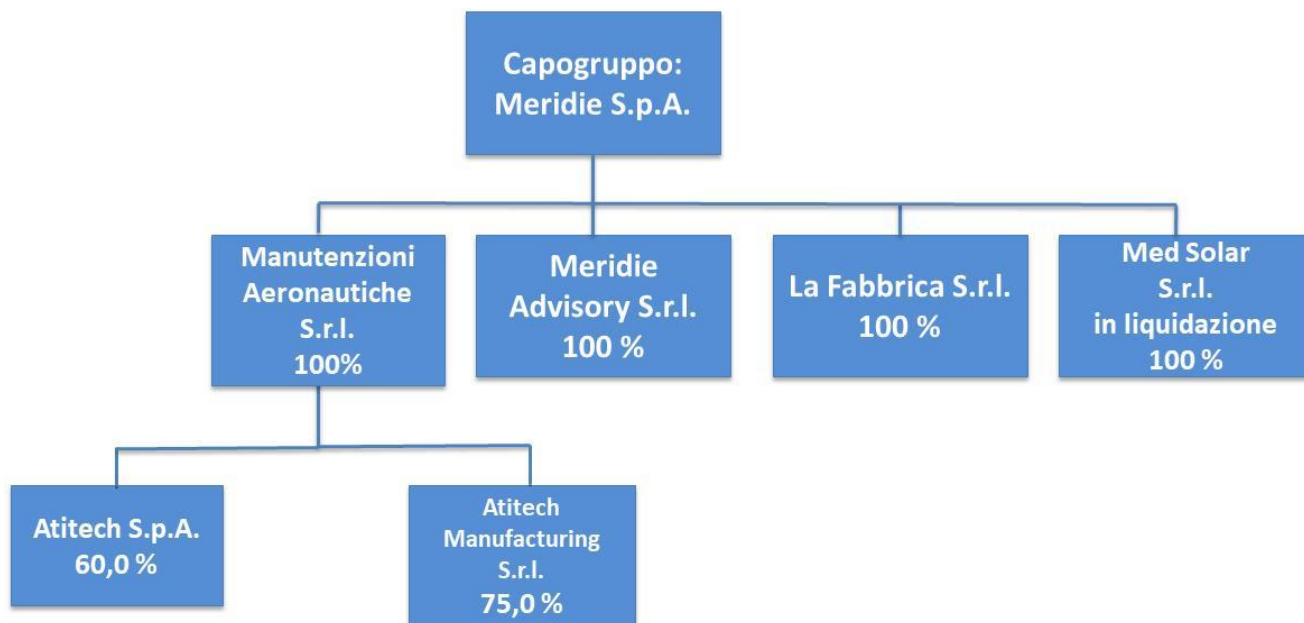 Capogruppo:
Meridie S.p.A.
Manutenzioni
Aeronautiche
S.r.l.
100%
Meridie
Advisory S.r.l.
100 %
La Fabbrica S.r.l.
100 %
Med Solar
S.r.l.
in liquidazione
100 %
Atitech S.p.A.
60,0 %
Atitech
Manufacturing
S.r.l.
75,0 %